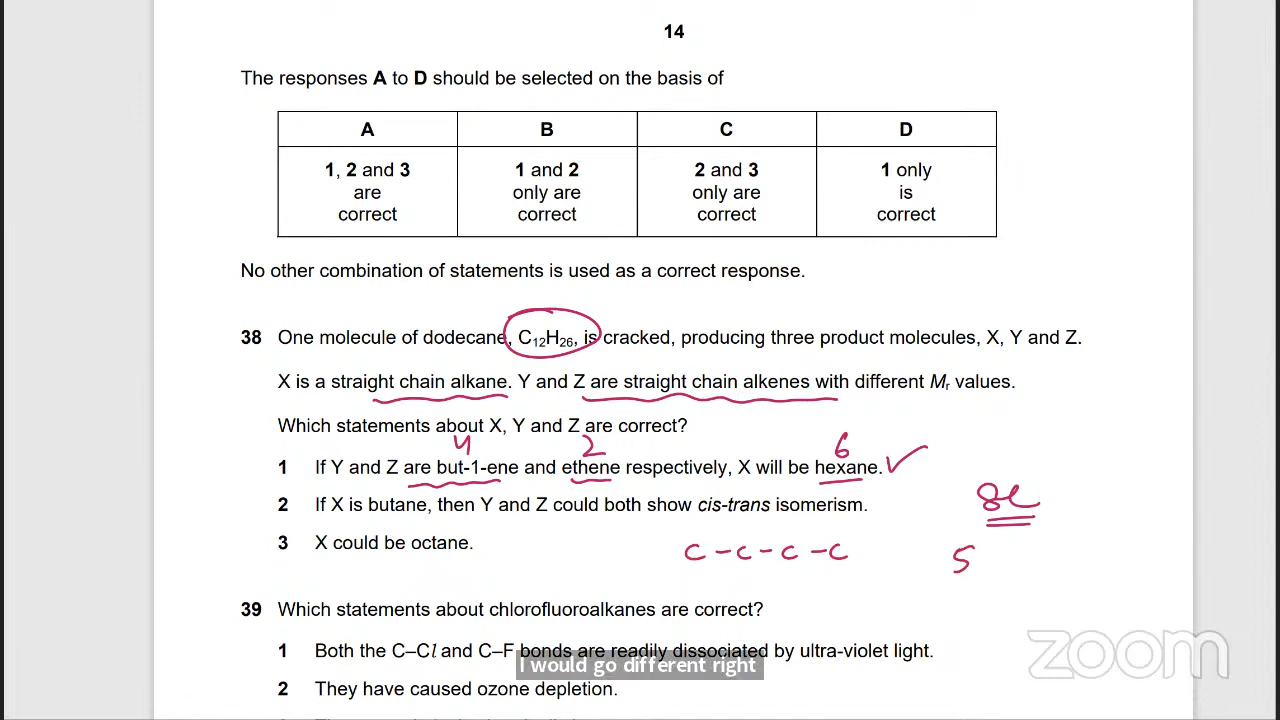 14
The responses A to D should be selected on the basis of
A B C D
1, 2 and 3 1 and 2 2 and 3 1 only
are only are only are is
correct correct correct correct
No other combination of statements is used as a correct response.
38 One molecule of dodecane, C₁₂H₂₆, is cracked, producing three product molecules, X, Y and Z.
X is a straight chain alkane. Y and Z are straight chain alkenes with different Mᵣ values.
Which statements about X, Y and Z are correct?
4 2 6
1 If Y and Z are but-1-ene and ethene respectively, X will be hexane. ✓
2 If X is butane, then Y and Z could both show cis-trans isomerism.
8C
3 X could be octane.
C - C - C - C 5
39 Which statements about chlorofluoroalkanes are correct?
1 Both the C–Cl and C–F bonds are readily dissociated by ultra-violet light.
I would go different right
zoom
2 They have caused ozone depletion.